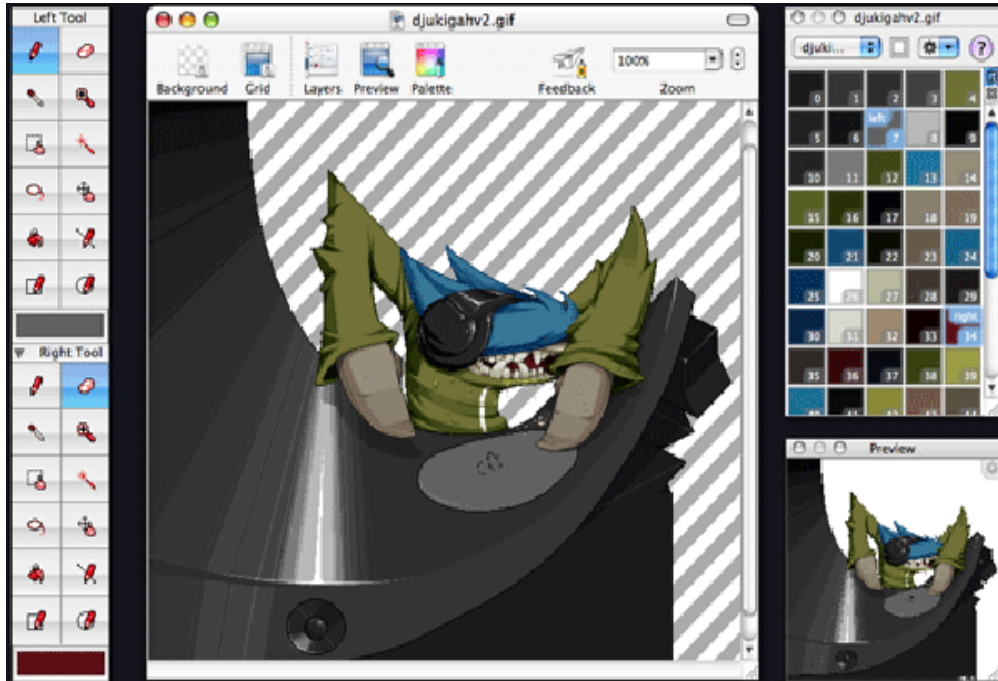 Left Tool
Right Tool
djukigahv2.gif
Background Grid Layers Preview Palette Feedback Zoom
100%
djukigahv2.gif
djuki... ?
0 1 2 3 4
left
5 6 7 8 9
10 11 12 13 14
15 16 17 18 19
20 21 22 23 24
25 26 27 28 29
right
30 31 32 33 34
35 36 37 38 39
Preview